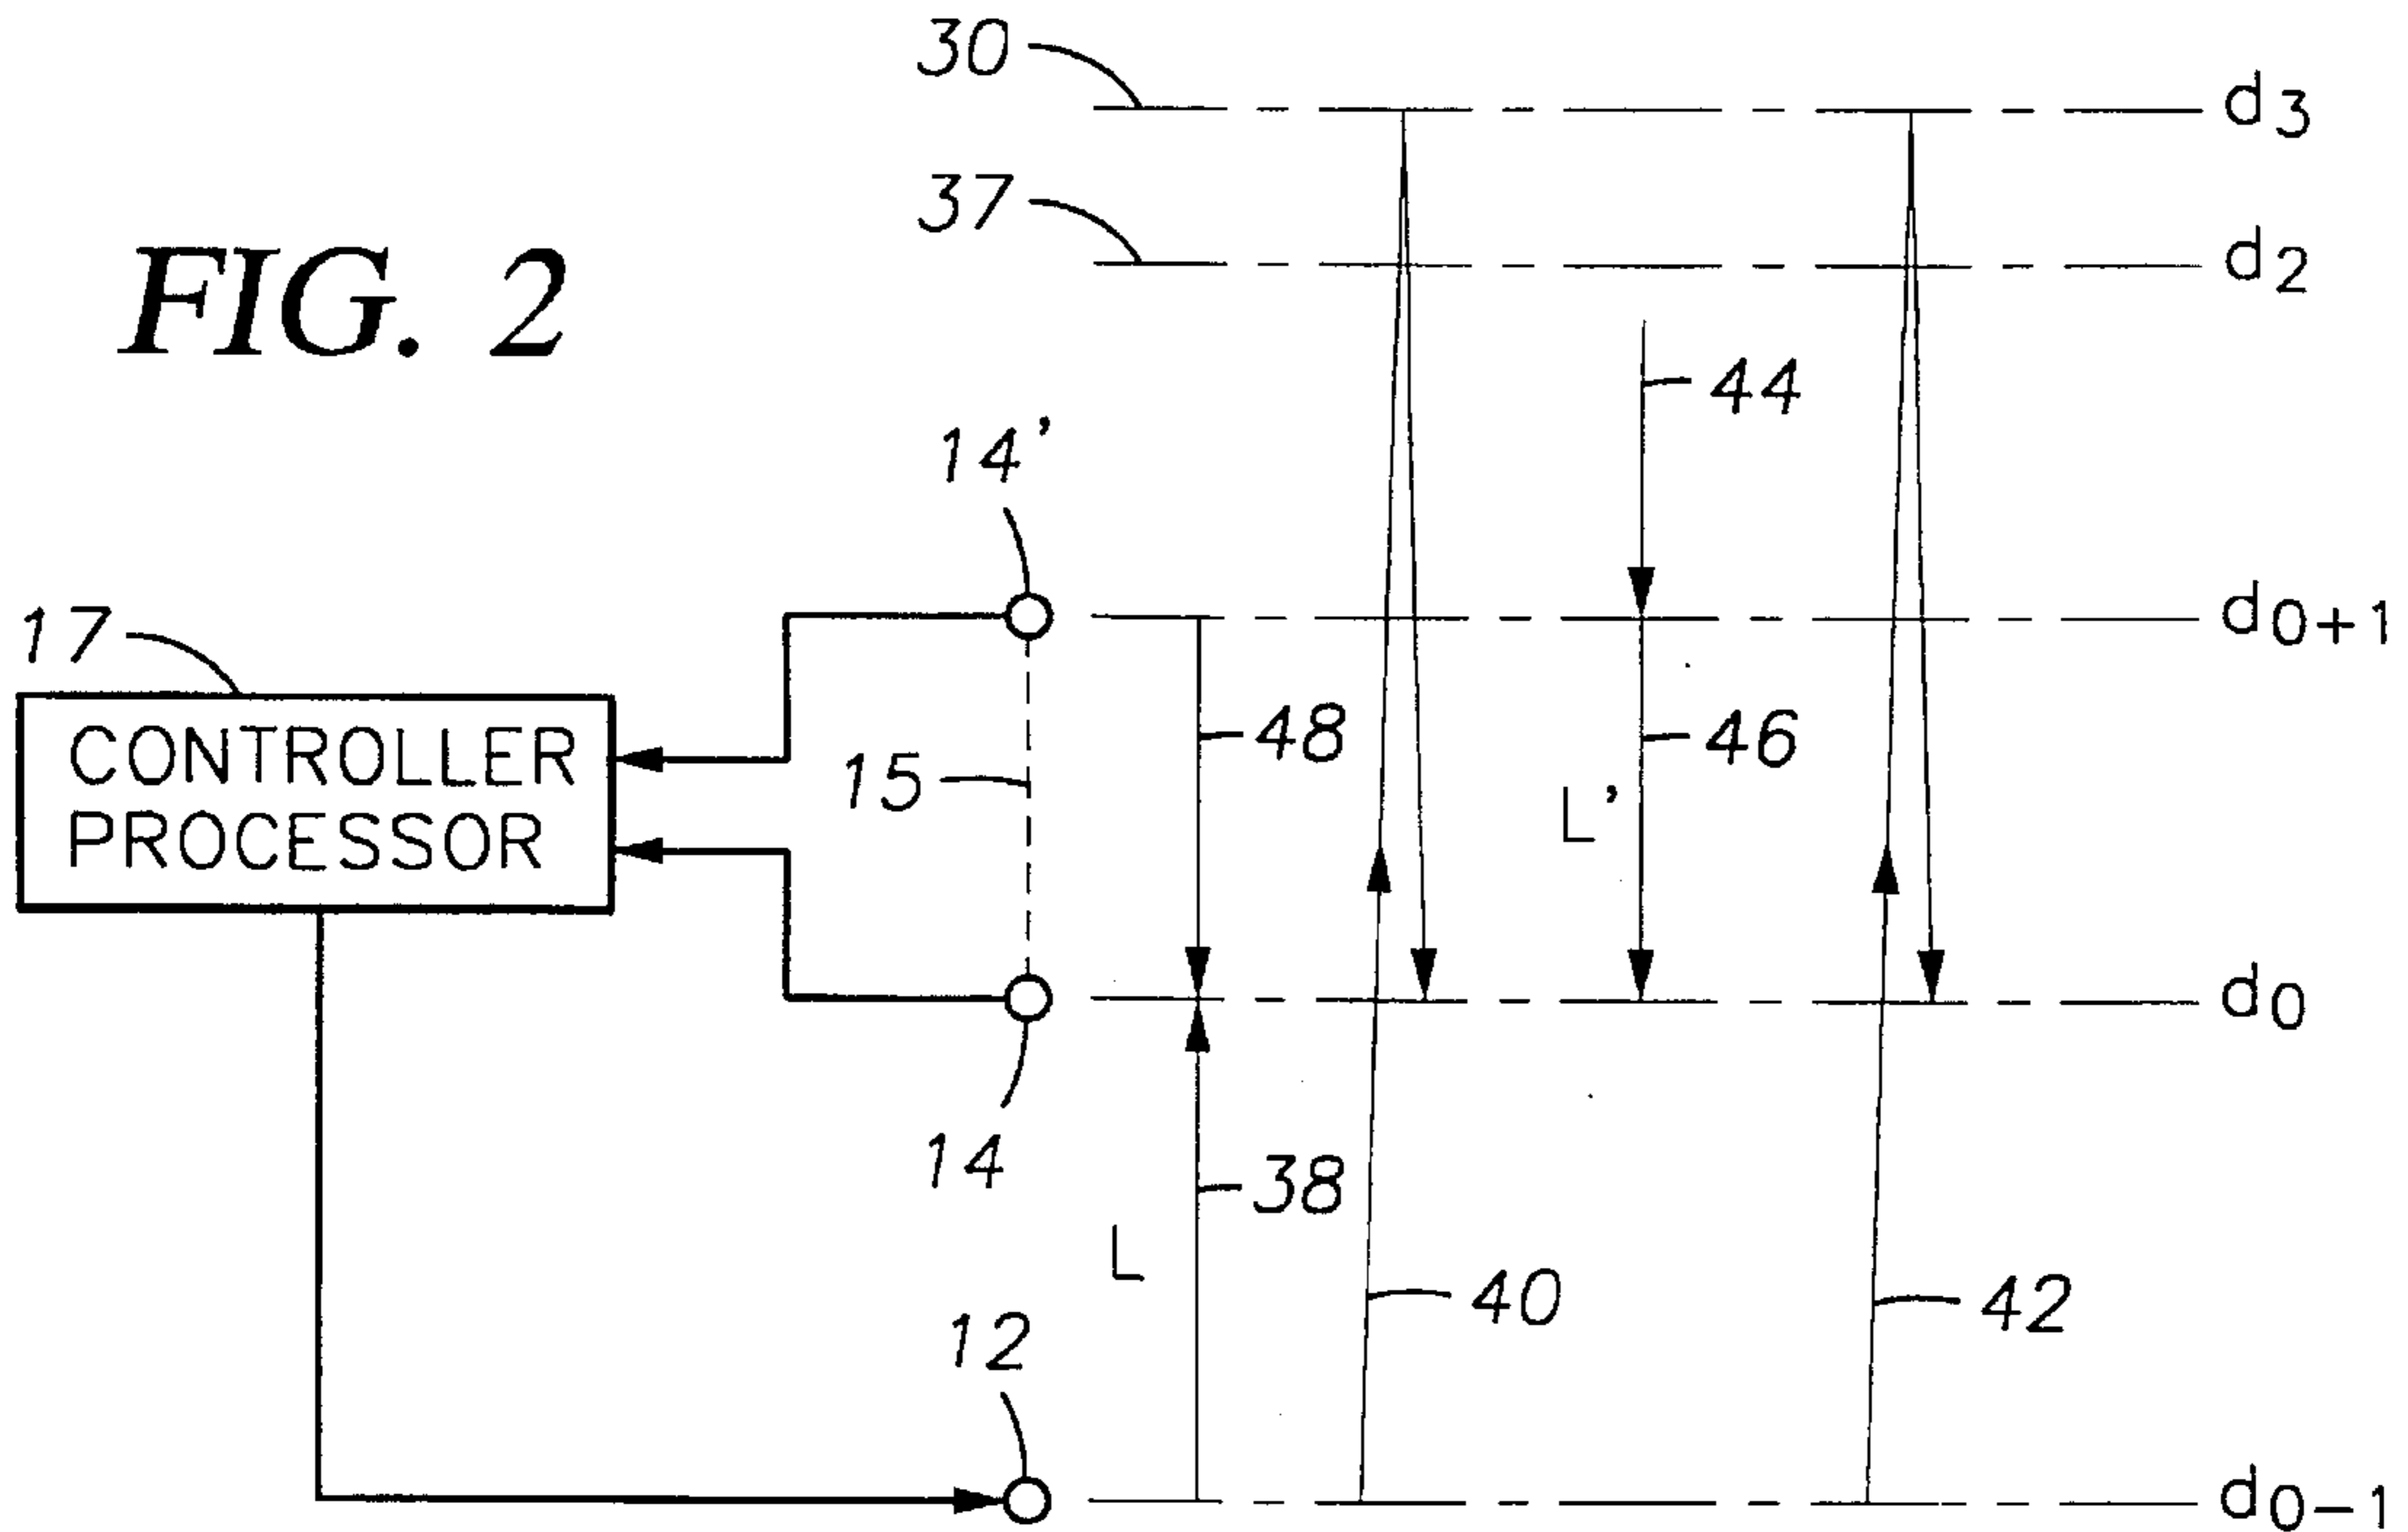 30
d3
37
d2
FIG. 2
44
14'
d0+1
17
48
46
CONTROLLER
15
L'
PROCESSOR
d0
14
38
L
40
42
12
d0-1